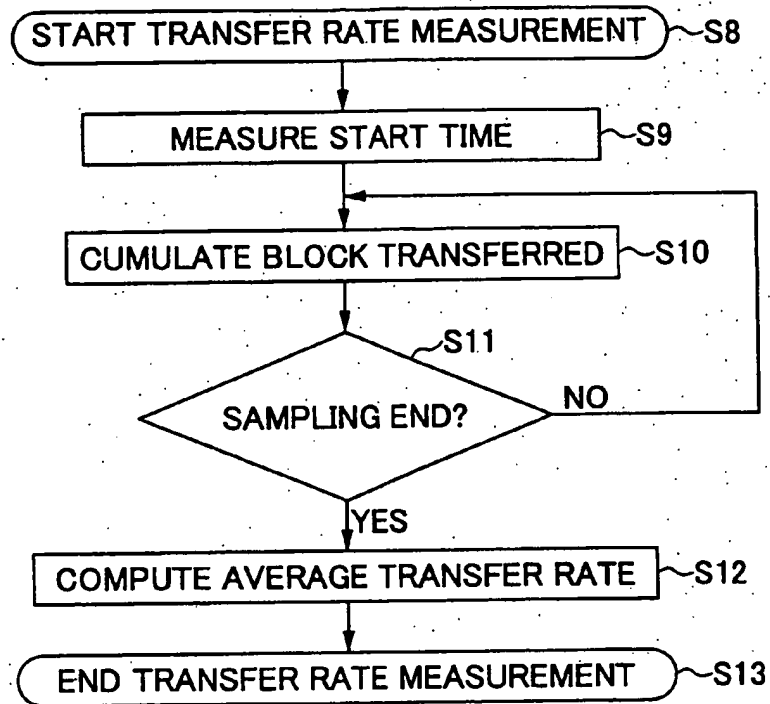 START TRANSFER RATE MEASUREMENT S8
MEASURE START TIME S9
CUMULATE BLOCK TRANSFERRED S10
S11
SAMPLING END? NO
YES
COMPUTE AVERAGE TRANSFER RATE S12
END TRANSFER RATE MEASUREMENT S13